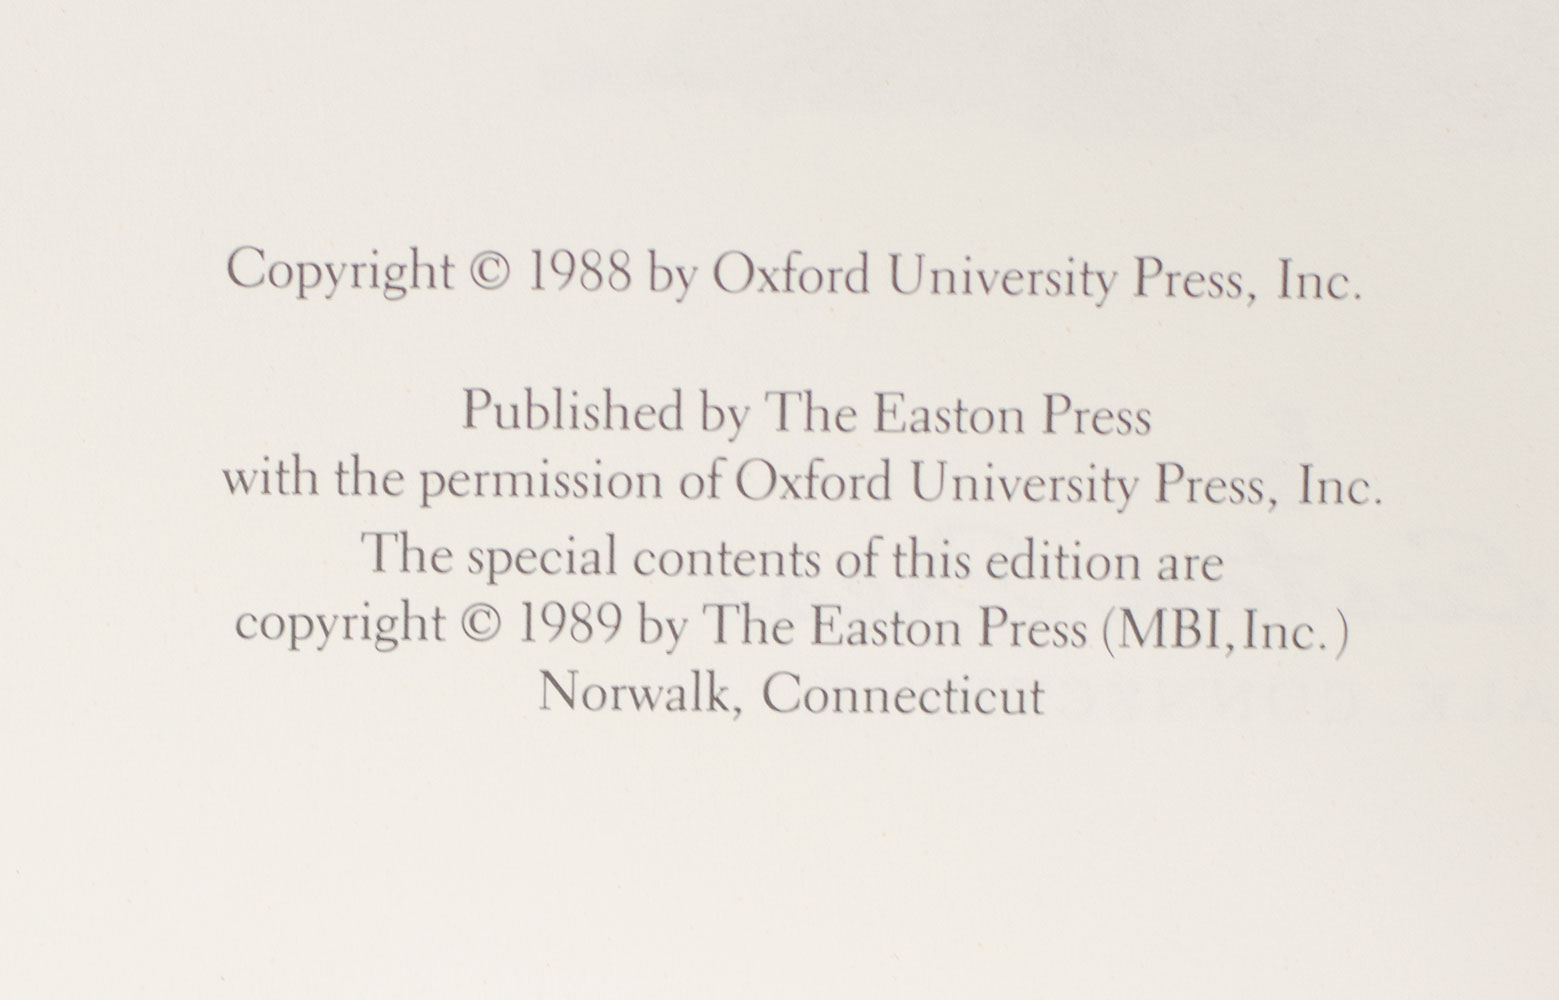 Copyright © 1988 by Oxford University Press, Inc.
Published by The Easton Press
with the permission of Oxford University Press, Inc.
The special contents of this edition are
copyright © 1989 by The Easton Press (MBI, Inc.)
Norwalk, Connecticut